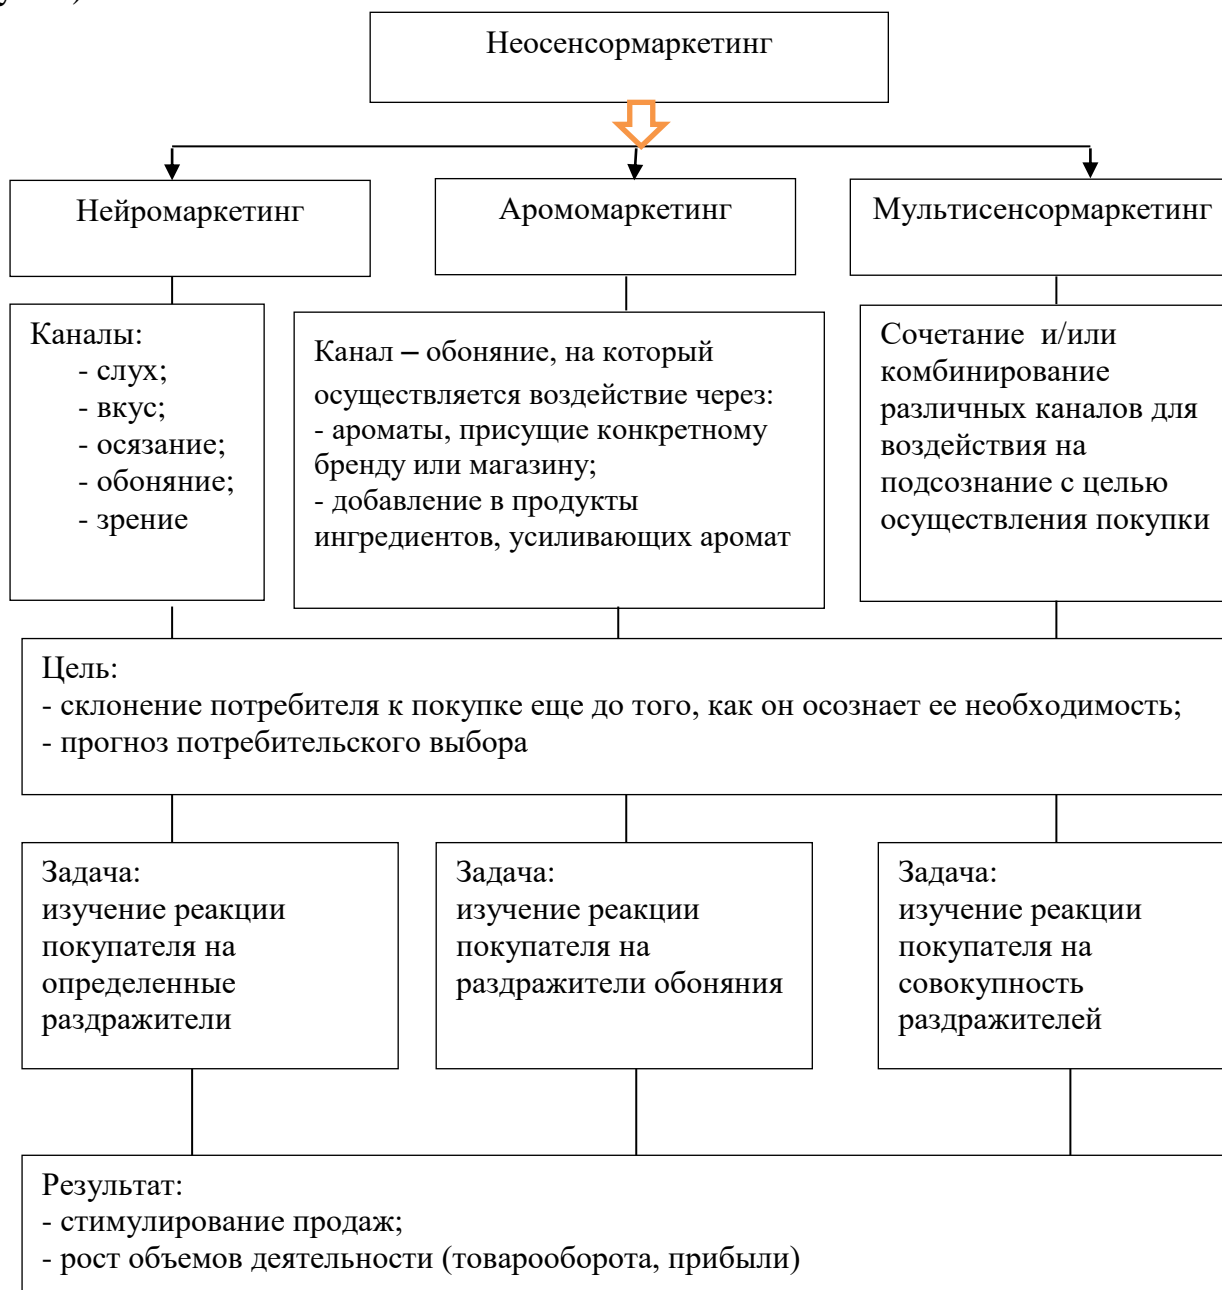 Неосенсормаркетинг
Нейромаркетинг
Аромомаркетинг
Мультисенсормаркетинг
Каналы:
- слух;
- вкус;
- осязание;
- обоняние;
- зрение
Канал – обоняние, на который
осуществляется воздействие через:
- ароматы, присущие конкретному
бренду или магазину;
- добавление в продукты
ингредиентов, усиливающих аромат
Сочетание и/или
комбинирование
различных каналов для
воздействия на
подсознание с целью
осуществления покупки
Цель:
- склонение потребителя к покупке еще до того, как он осознает ее необходимость;
- прогноз потребительского выбора
Задача:
изучение реакции
покупателя на
определенные
раздражители
Задача:
изучение реакции
покупателя на
раздражители обоняния
Задача:
изучение реакции
покупателя на
совокупность
раздражителей
Результат:
- стимулирование продаж;
- рост объемов деятельности (товарооборота, прибыли)